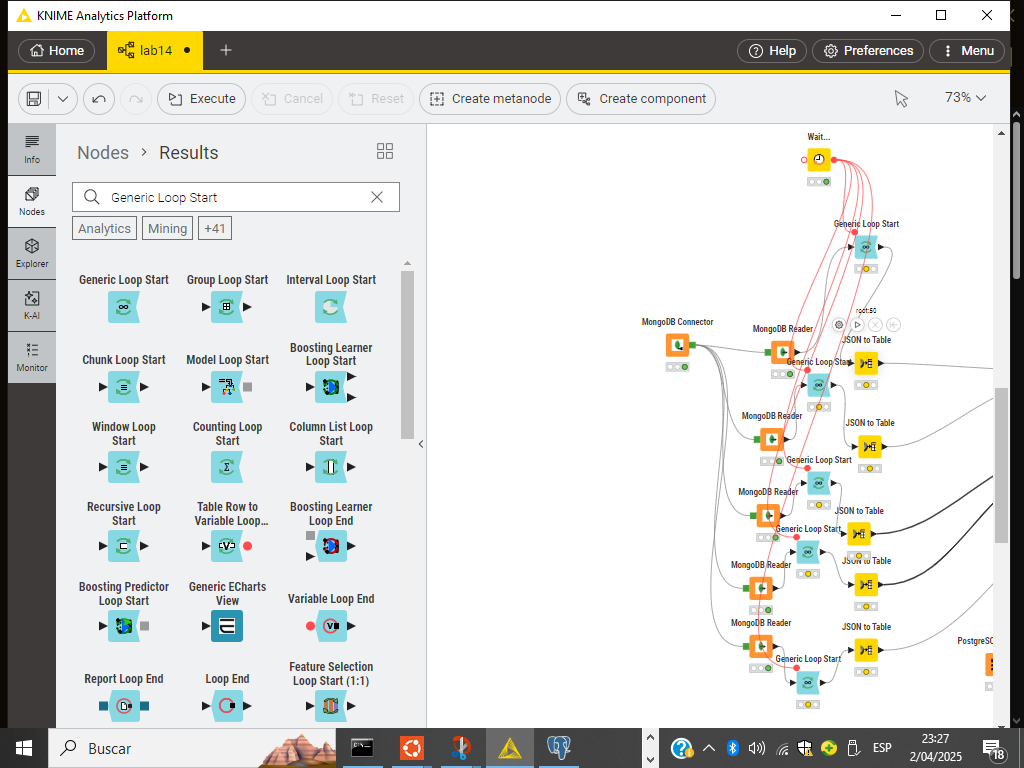 KNIME Analytics Platform
Home
lab14
Help
Preferences
Menu
Execute
Cancel
Reset
Create metanode
Create component
73%
Info
Nodes
Explorer
K-AI
Monitor
Nodes
Results
Generic Loop Start
Analytics
Mining
+41
Generic Loop Start
Group Loop Start
Interval Loop Start
Chunk Loop Start
Model Loop Start
Boosting Learner
Loop Start
Window Loop
Start
Counting Loop
Start
Column List Loop
Start
Recursive Loop
Start
Table Row to
Variable Loop...
Boosting Learner
Loop End
Boosting Predictor
Loop Start
Generic ECharts
View
Variable Loop End
Report Loop End
Loop End
Feature Selection
Loop Start (1:1)
Wait...
Generic Loop Start
root:50
MongoDB Connector
MongoDB Reader
JSON to Table
Generic Loop Start
MongoDB Reader
JSON to Table
Generic Loop Start
MongoDB Reader
JSON to Table
Generic Loop Start
MongoDB Reader
JSON to Table
MongoDB Reader
JSON to Table
Generic Loop Start
PostgreSQ
Buscar
ESP
23:27
2/04/2025
18